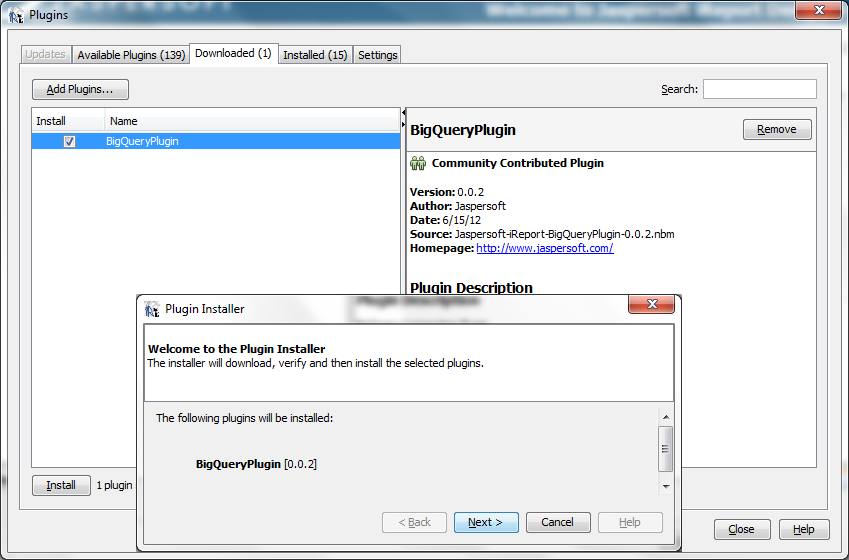 Plugins
Welcome to Jaspersoft iReport De
Updates
Available Plugins (139)
Downloaded (1)
Installed (15)
Settings
Add Plugins...
Search:
Install
Name
BigQueryPlugin
BigQueryPlugin
Remove
Community Contributed Plugin
Version: 0.0.2
Author: Jaspersoft
Date: 6/15/12
Source: Jaspersoft-iReport-BigQueryPlugin-0.0.2.nbm
Homepage: http://www.jaspersoft.com/
Plugin Description
Plugin Installer
Welcome to the Plugin Installer
The installer will download, verify and then install the selected plugins.
The following plugins will be installed:
BigQueryPlugin [0.0.2]
< Back
Next >
Cancel
Help
Install
1 plugin
Close
Help